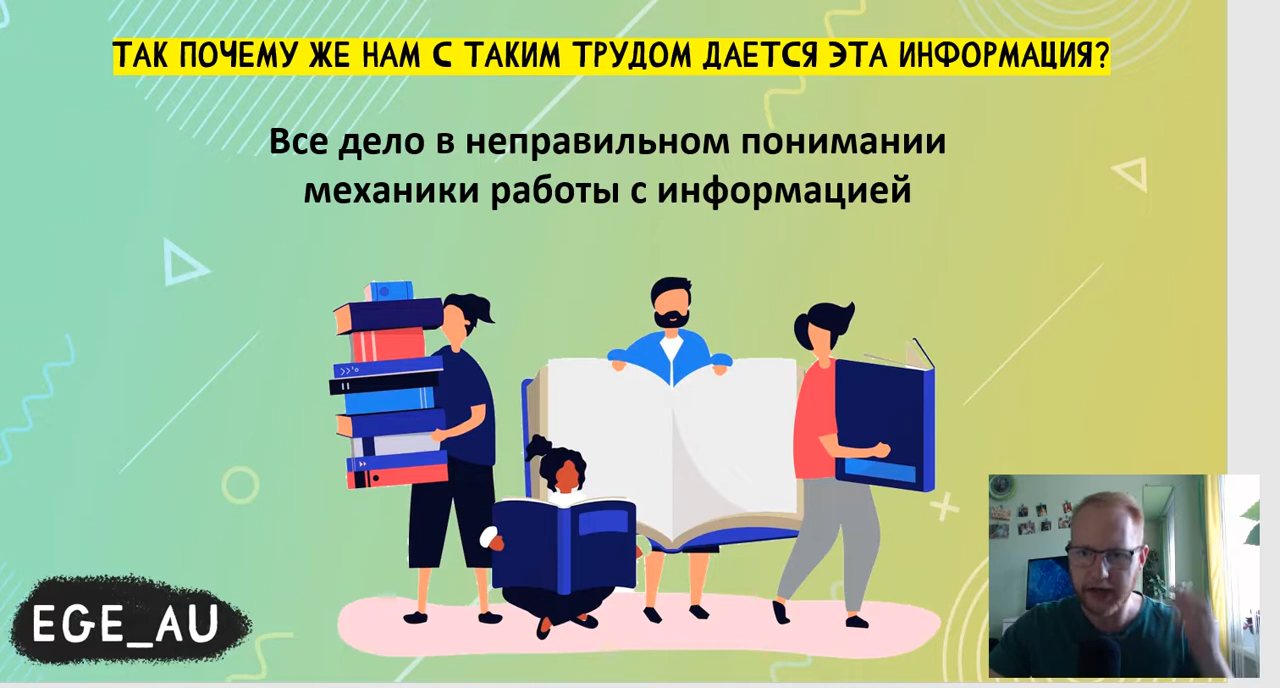 ТАК ПОЧЕМУ ЖЕ НАМ С ТАКИМ ТРУДОМ ДАЕТСЯ ЭТА ИНФОРМАЦИЯ?
Все дело в неправильном понимании
механики работы с информацией
EGE_AU